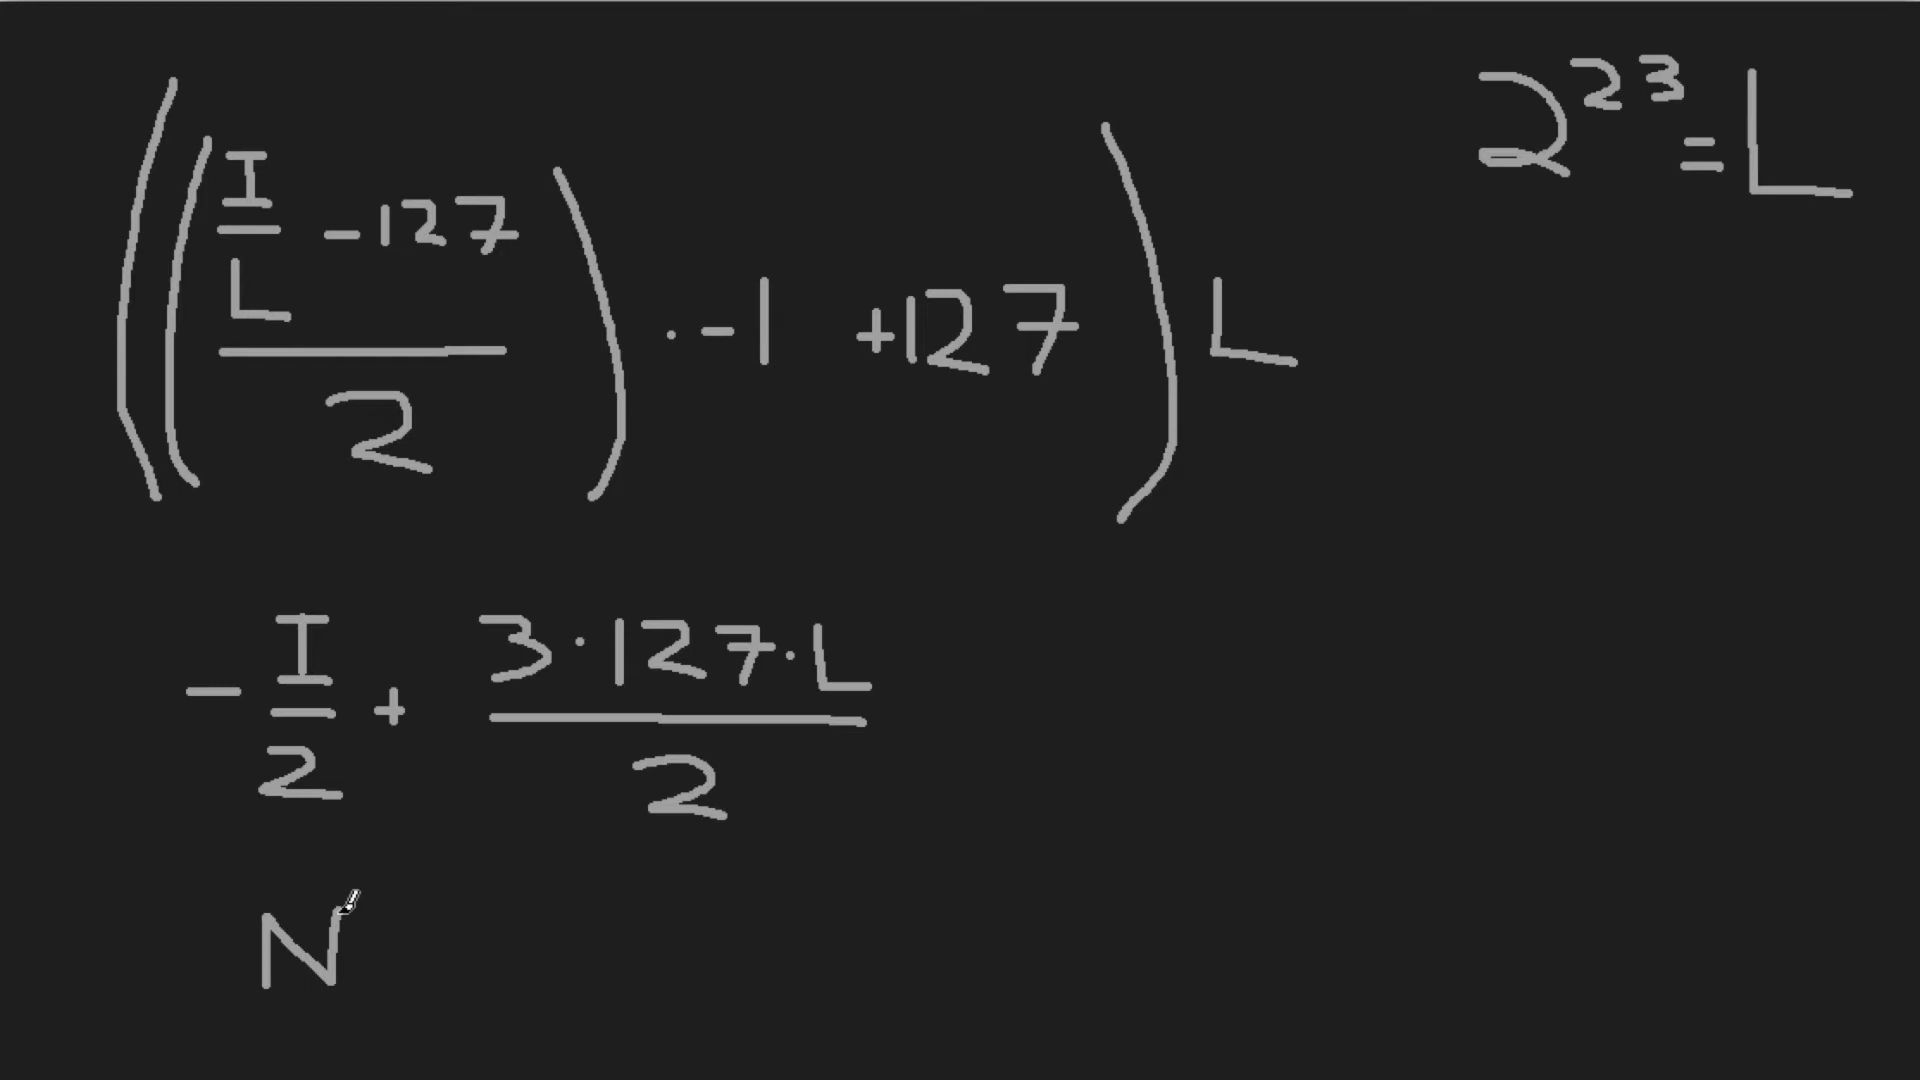 ((I/L -127)/2) · -1 +127) L
2^23 = L
- I/2 + 3·127·L/2
N